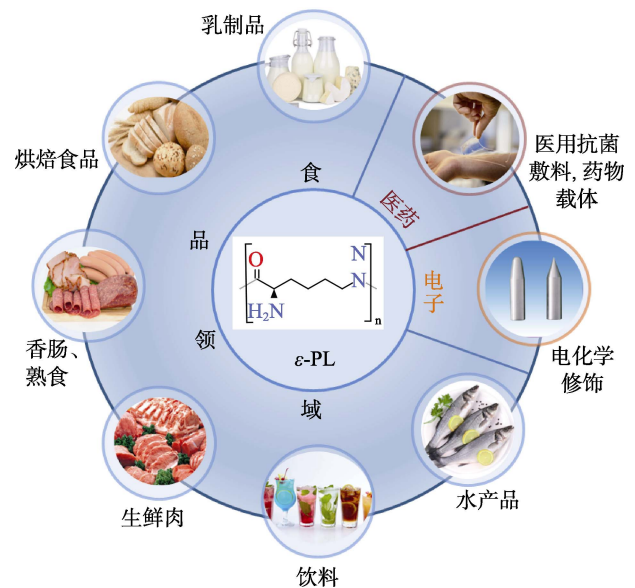 乳制品
烘焙食品
医用抗菌
敷料, 药物
载体
食
医药
品
电子
O
N
N
H₂N
n
香肠、
熟食
领
ε-PL
电化学
修饰
域
生鲜肉
水产品
饮料